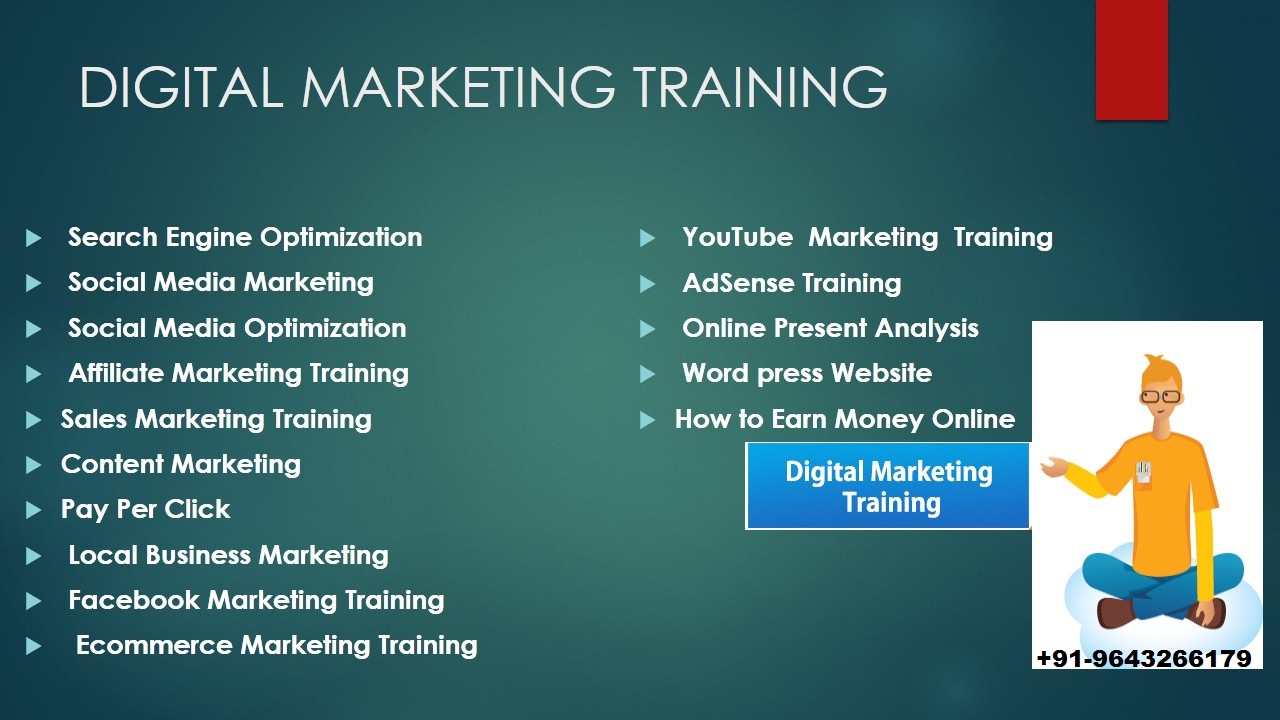 DIGITAL MARKETING TRAINING
Search Engine Optimization
Social Media Marketing
Social Media Optimization
Affiliate Marketing Training
Sales Marketing Training
Content Marketing
Pay Per Click
Local Business Marketing
Facebook Marketing Training
Ecommerce Marketing Training
YouTube Marketing Training
AdSense Training
Online Present Analysis
Word press Website
How to Earn Money Online
Digital Marketing
Training
+91-9643266179